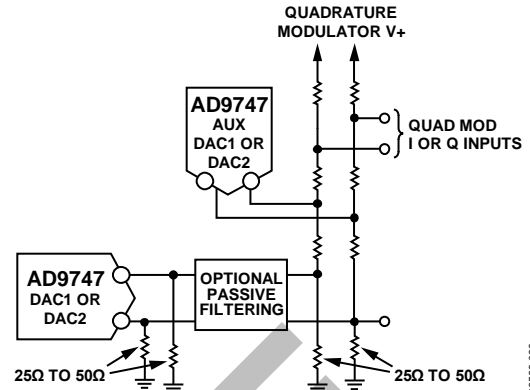 QUADRATURE
MODULATOR V+
AD9747
AUX
DAC1 OR
DAC2
QUAD MOD
I OR Q INPUTS
AD9747
DAC1 OR
DAC2
OPTIONAL
PASSIVE
FILTERING
25Ω TO 50Ω
25Ω TO 50Ω